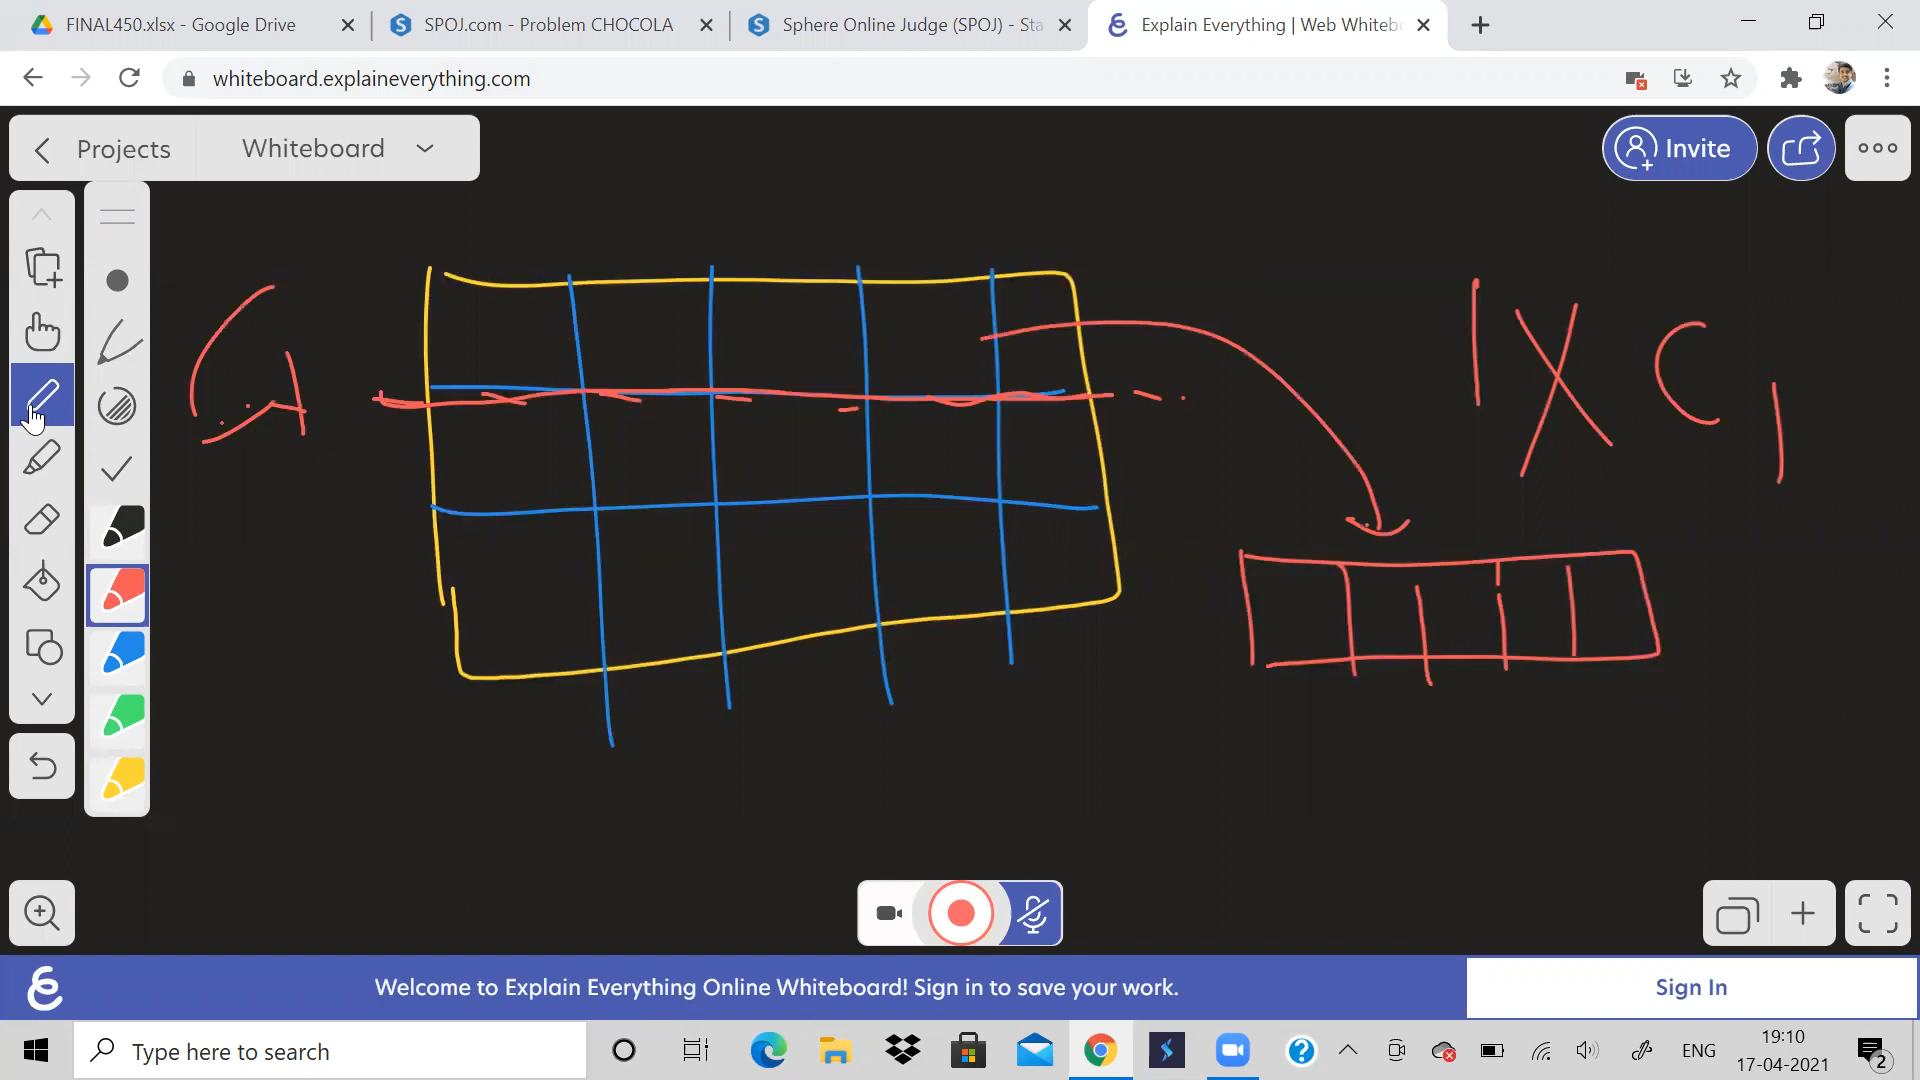 FINAL450.xlsx - Google Drive
SPOJ.com - Problem CHOCOLA
Sphere Online Judge (SPOJ) - Sta
Explain Everything | Web Whitebo
whiteboard.explaineverything.com
Projects
Whiteboard
Invite
1 X C1
Welcome to Explain Everything Online Whiteboard! Sign in to save your work.
Sign In
Type here to search
ENG
19:10
17-04-2021
2